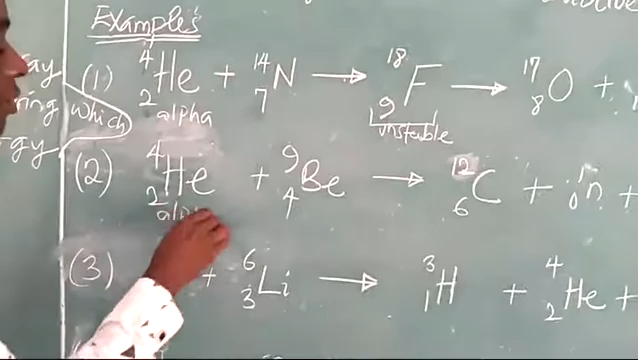 Examples
ay
(1) ⁴₂He + ¹⁴₇N → ¹⁸₉F → ¹⁷₈O +
ring which
alpha unstable
gy
(2) ⁴₂He + ⁹₄Be → ¹²₆C + ¹₀n +
(3) + ⁶₃Li → ³₁H + ⁴₂He +